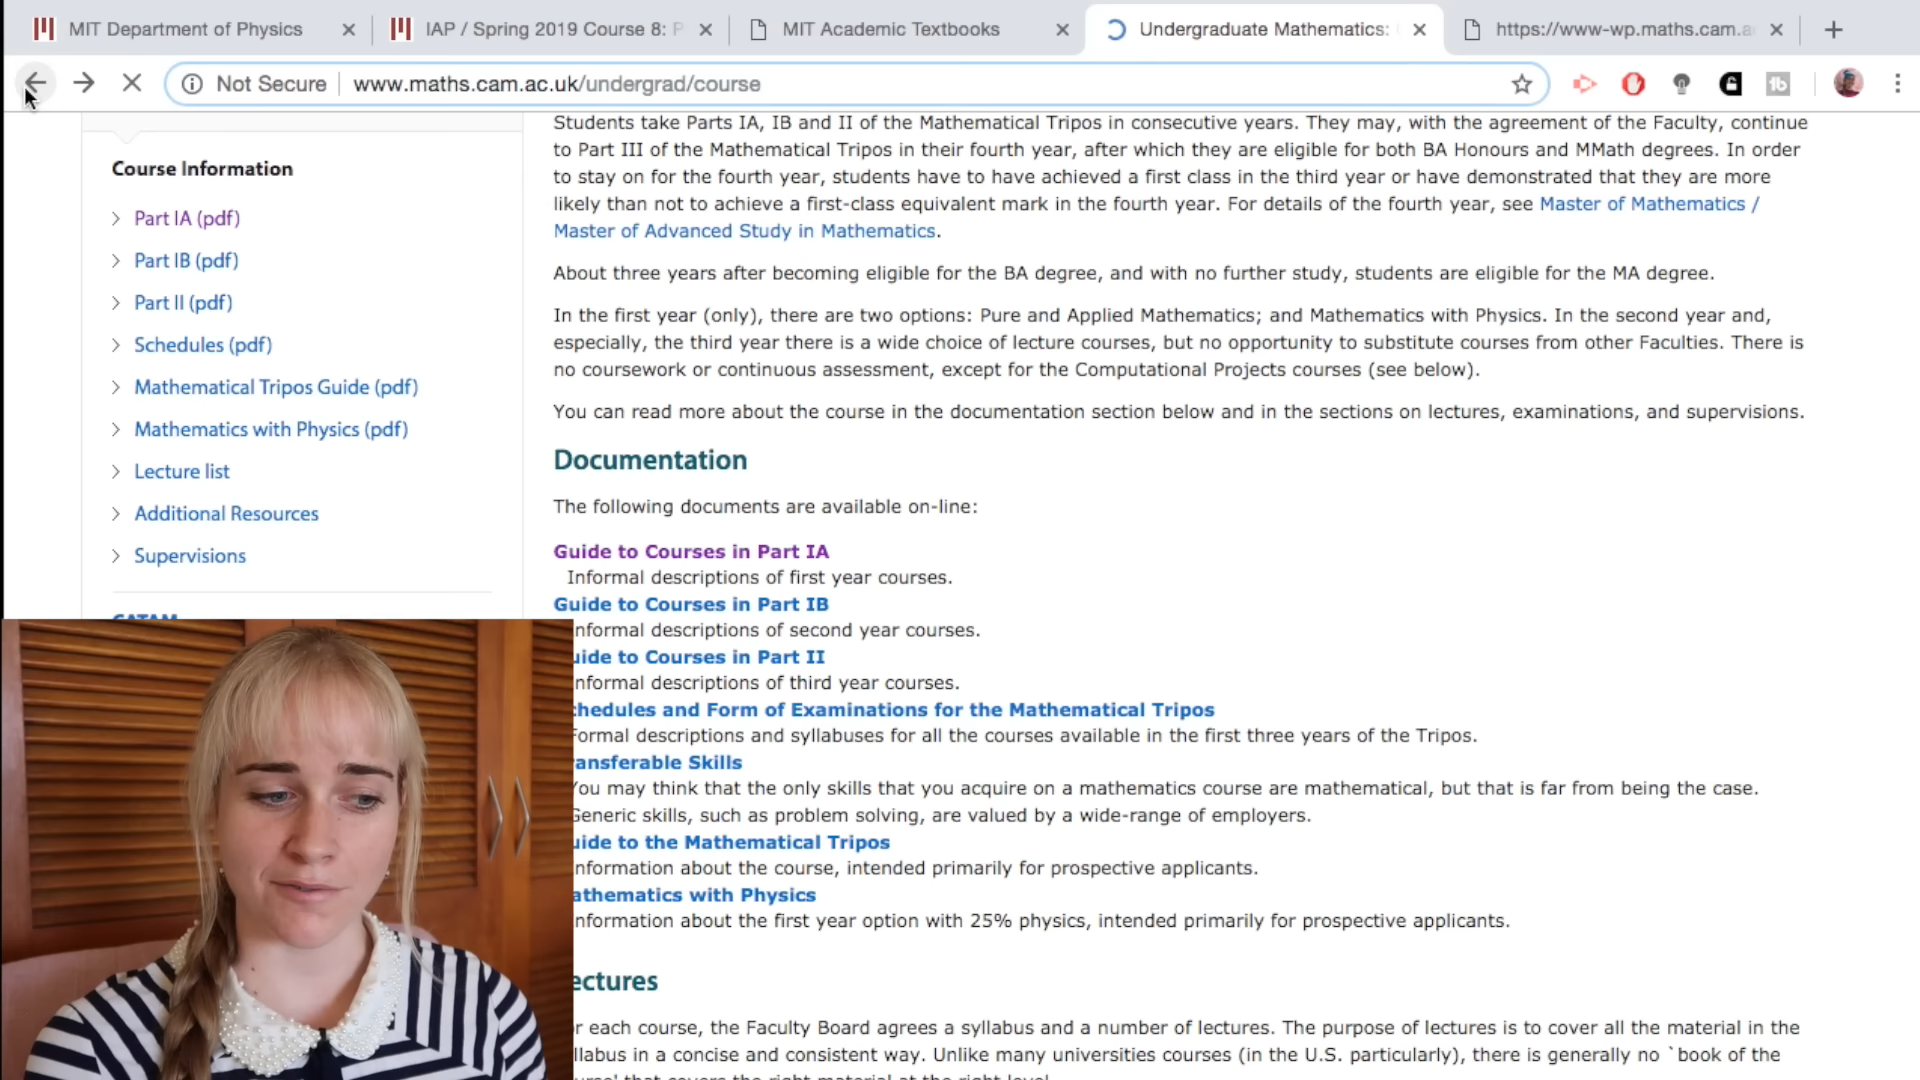 MIT Department of Physics
IAP / Spring 2019 Course 8: P
MIT Academic Textbooks
Undergraduate Mathematics:
https://www-wp.maths.cam.a
Not Secure
www.maths.cam.ac.uk/undergrad/course
Course Information
Part IA (pdf)
Part IB (pdf)
Part II (pdf)
Schedules (pdf)
Mathematical Tripos Guide (pdf)
Mathematics with Physics (pdf)
Lecture list
Additional Resources
Supervisions
Students take Parts IA, IB and II of the Mathematical Tripos in consecutive years. They may, with the agreement of the Faculty, continue
to Part III of the Mathematical Tripos in their fourth year, after which they are eligible for both BA Honours and MMath degrees. In order
to stay on for the fourth year, students have to have achieved a first class in the third year or have demonstrated that they are more
likely than not to achieve a first-class equivalent mark in the fourth year. For details of the fourth year, see Master of Mathematics /
Master of Advanced Study in Mathematics.
About three years after becoming eligible for the BA degree, and with no further study, students are eligible for the MA degree.
In the first year (only), there are two options: Pure and Applied Mathematics; and Mathematics with Physics. In the second year and,
especially, the third year there is a wide choice of lecture courses, but no opportunity to substitute courses from other Faculties. There is
no coursework or continuous assessment, except for the Computational Projects courses (see below).
You can read more about the course in the documentation section below and in the sections on lectures, examinations, and supervisions.
Documentation
The following documents are available on-line:
Guide to Courses in Part IA
Informal descriptions of first year courses.
Guide to Courses in Part IB
nformal descriptions of second year courses.
uide to Courses in Part II
nformal descriptions of third year courses.
chedules and Form of Examinations for the Mathematical Tripos
Formal descriptions and syllabuses for all the courses available in the first three years of the Tripos.
ansferable Skills
You may think that the only skills that you acquire on a mathematics course are mathematical, but that is far from being the case.
Generic skills, such as problem solving, are valued by a wide-range of employers.
uide to the Mathematical Tripos
nformation about the course, intended primarily for prospective applicants.
athematics with Physics
nformation about the first year option with 25% physics, intended primarily for prospective applicants.
ectures
r each course, the Faculty Board agrees a syllabus and a number of lectures. The purpose of lectures is to cover all the material in the
llabus in a concise and consistent way. Unlike many universities courses (in the U.S. particularly), there is generally no `book of the